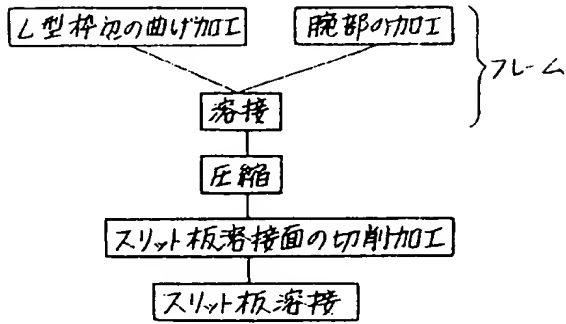 L型枠辺の曲げ加工
腕部の加工
フレーム
溶接
圧縮
スリット板溶接面の切削加工
スリット板溶接